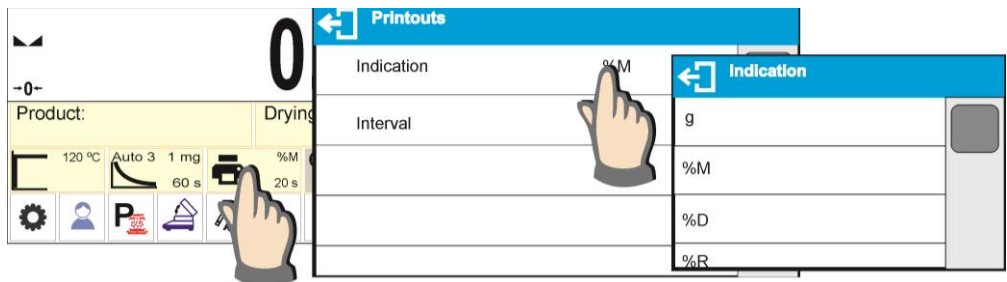 0
→0←
Product:
Drying
120 ºC
Auto 3 1 mg
60 s
%M
20 s
P
Printouts
Indication %M
Interval
Indication
g
%M
%D
%R